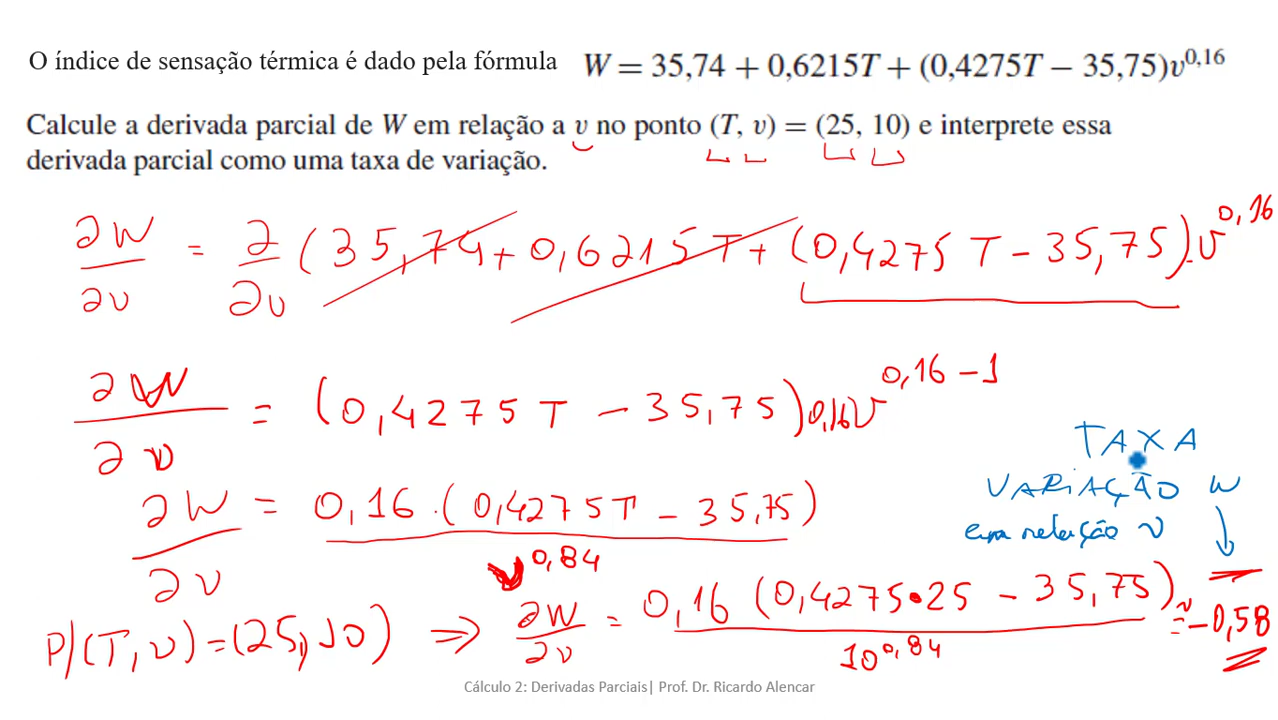 O índice de sensação térmica é dado pela fórmula W = 35,74 + 0,6215T + (0,4275T − 35,75)v^0,16
Calcule a derivada parcial de W em relação a v no ponto (T, v) = (25, 10) e interprete essa
derivada parcial como uma taxa de variação.
∂W/∂v = ∂/∂v (35,74 + 0,6215T + (0,4275T − 35,75).v^0,16
∂W/∂v = (0,4275T − 35,75)0,16v^0,16−1
TAXA
VARIAÇÃO W
em relação v ↓
∂W/∂v = 0,16.(0,4275T − 35,75)/v^0,84
P/(T,v)=(25,10) ⇒ ∂W/∂v = 0,16(0,4275•25 − 35,75)/10^0,84 ≅ −0,58
Cálculo 2: Derivadas Parciais| Prof. Dr. Ricardo Alencar